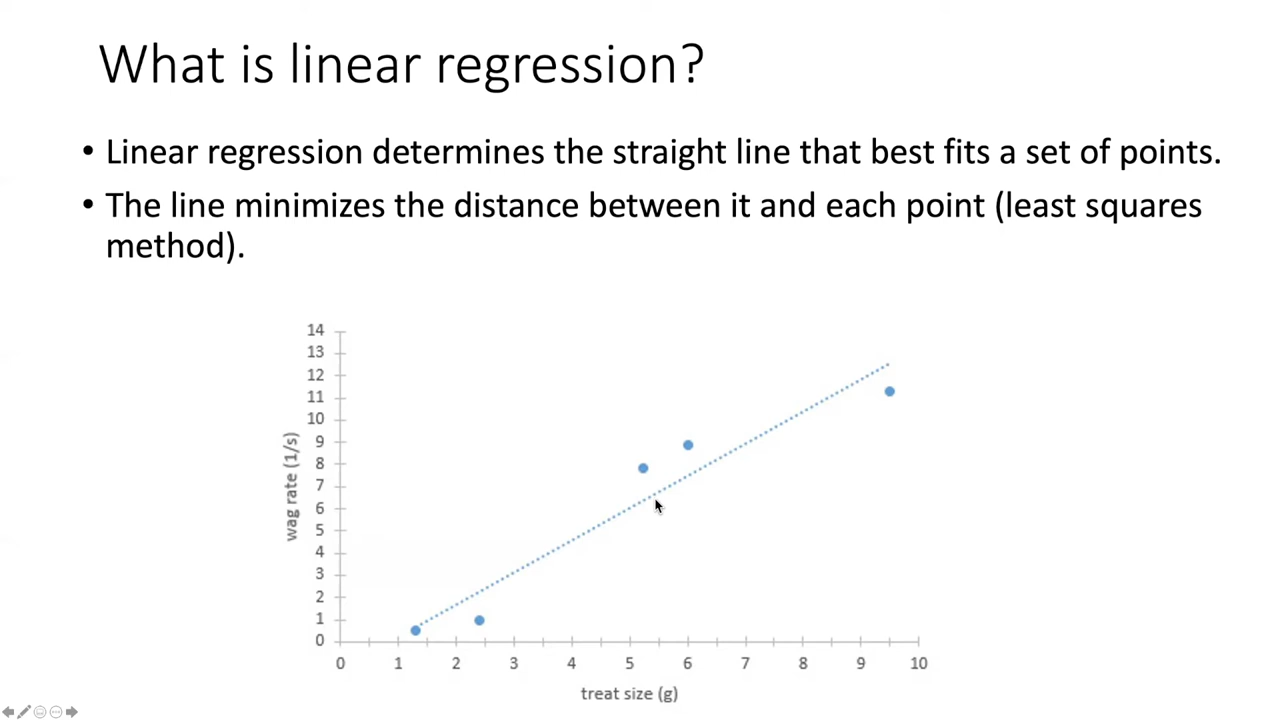 What is linear regression?
• Linear regression determines the straight line that best fits a set of points.
• The line minimizes the distance between it and each point (least squares
method).
14
13
12
11
10
9
8
7
6
5
4
3
2
1
0
wag rate (1/s)
0 1 2 3 4 5 6 7 8 9 10
treat size (g)